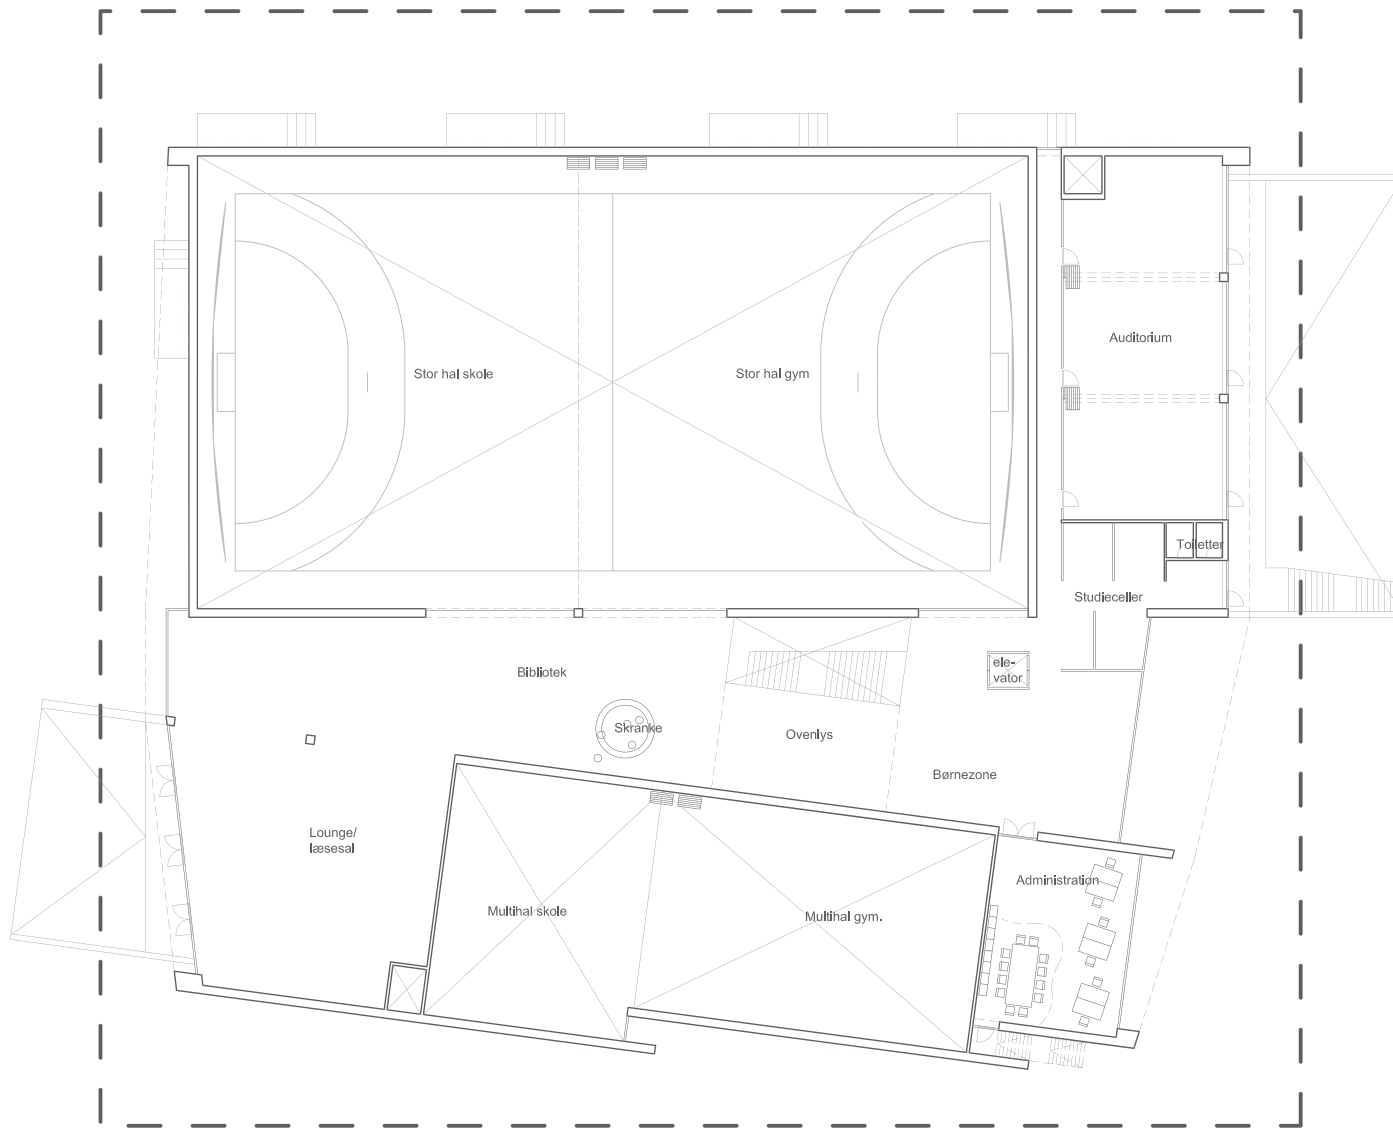 Auditorium
Stor hal skole
Stor hal gym
Toiletter
Studieceller
Bibliotek
ele-
vator
Skranke
Ovenlys
Børnezone
Lounge/
læsesal
Administration
Multihal skole
Multihal gym.